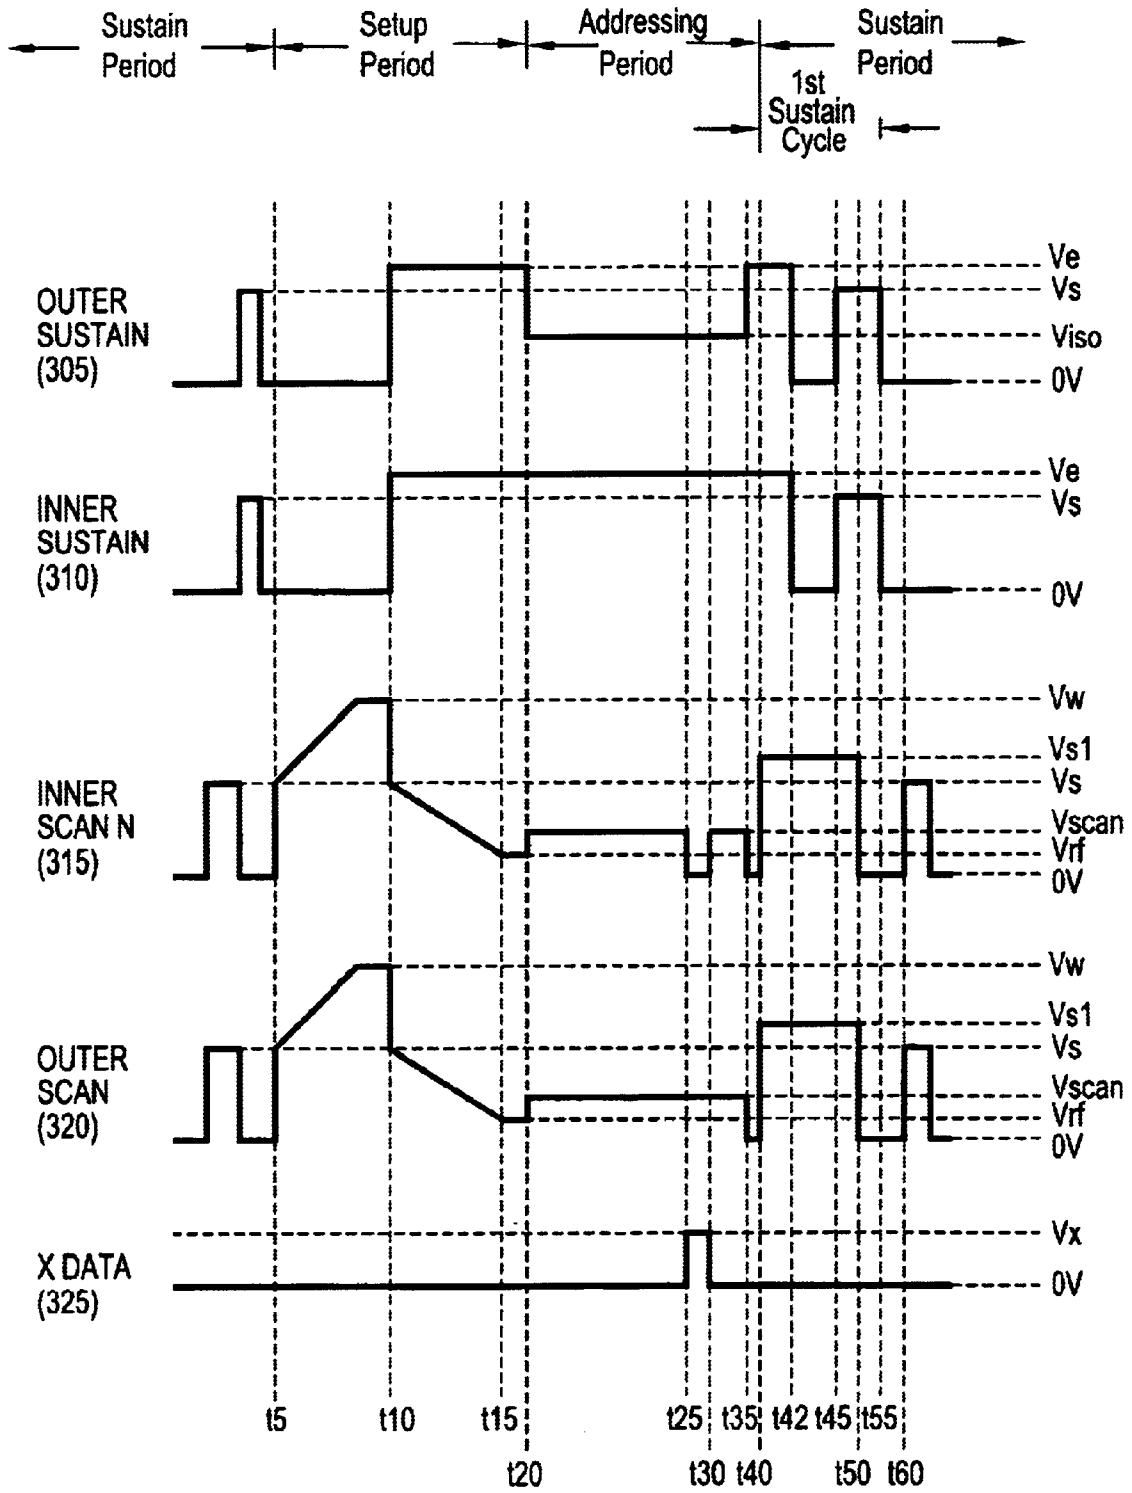 Sustain
Period
Setup
Period
Addressing
Period
Sustain
Period
1st
Sustain
Cycle
OUTER
SUSTAIN
(305)
Ve
Vs
Viso
0V
INNER
SUSTAIN
(310)
Ve
Vs
0V
INNER
SCAN N
(315)
Vw
Vs1
Vs
Vscan
Vrf
0V
OUTER
SCAN
(320)
Vw
Vs1
Vs
Vscan
Vrf
0V
X DATA
(325)
Vx
0V
t5 t10 t15 t25 t35 t42 t45 t55
t20 t30 t40 t50 t60